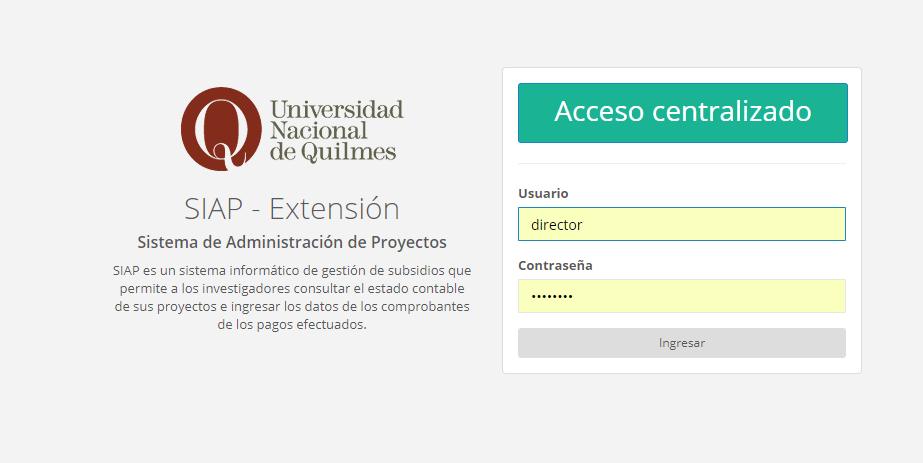 Universidad
Nacional
de Quilmes
SIAP - Extensión
Sistema de Administración de Proyectos
SIAP es un sistema informático de gestión de subsidios que
permite a los investigadores consultar el estado contable
de sus proyectos e ingresar los datos de los comprobantes
de los pagos efectuados.
Acceso centralizado
Usuario
director
Contraseña
••••••••
Ingresar